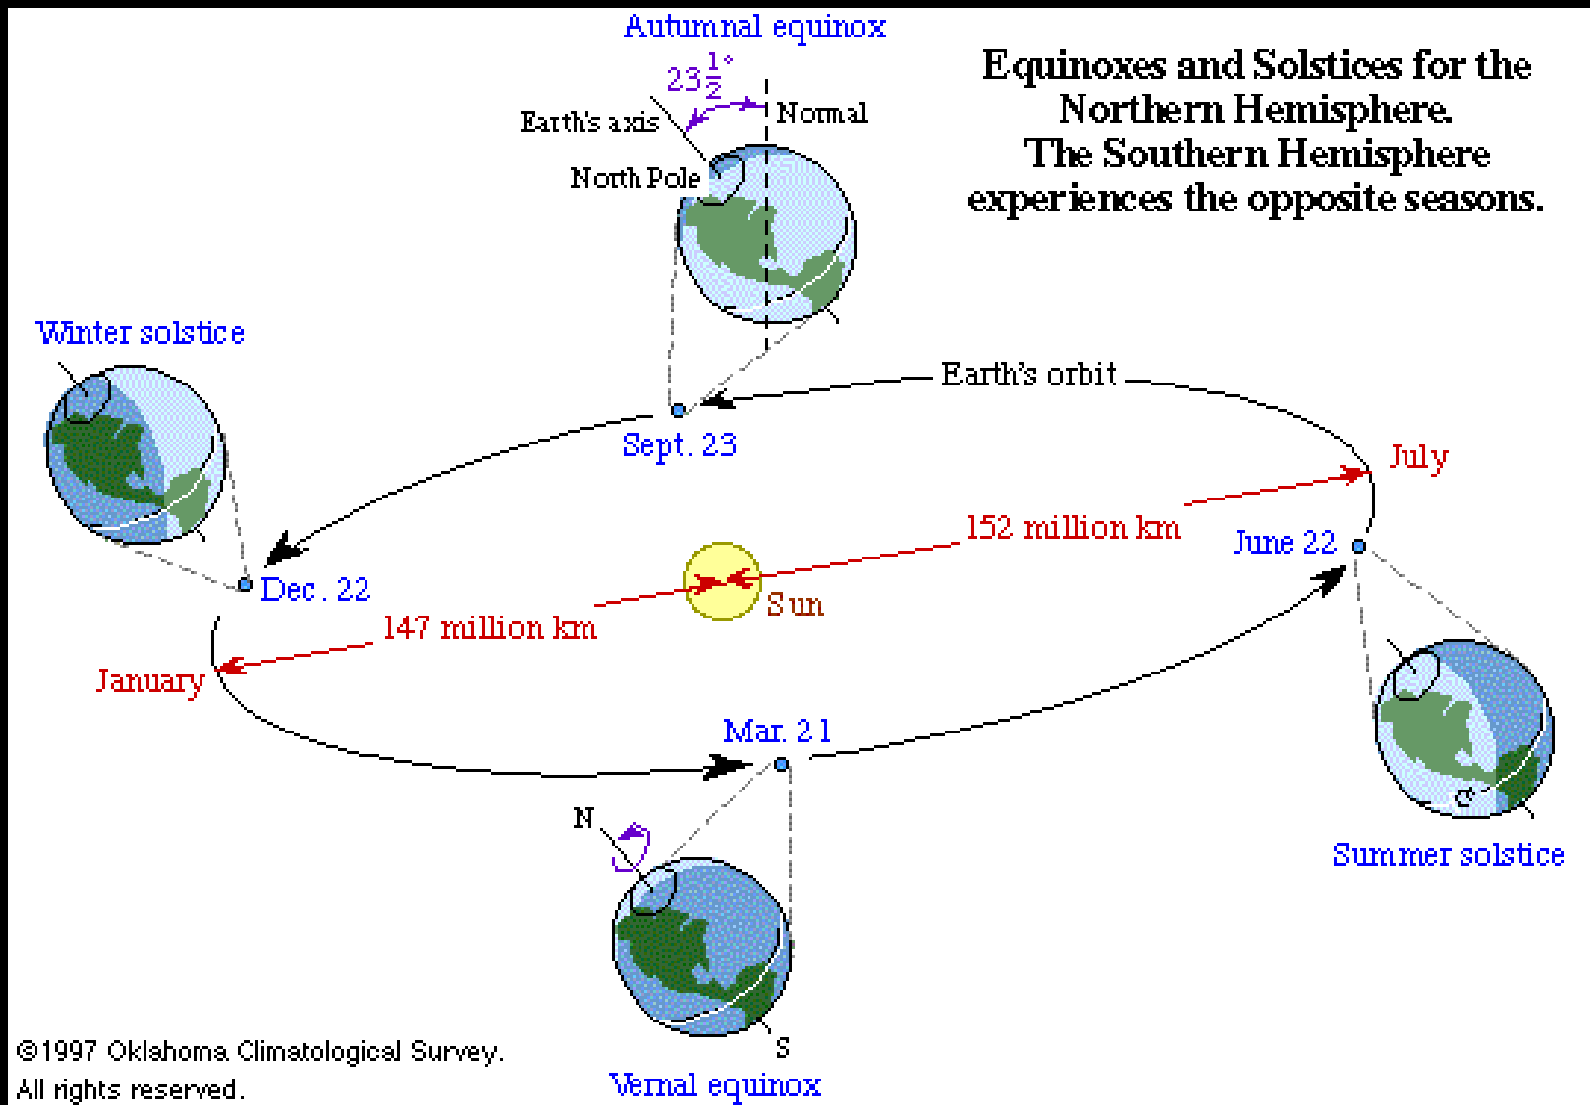 Autumnal equinox
Equinoxes and Solstices for the
Northern Hemisphere.
The Southern Hemisphere
experiences the opposite seasons.
23 1/2°
Earth's axis
Normal
North Pole
Winter solstice
Earth's orbit
Sept. 23
July
152 million km
June 22
Dec. 22
Sun
147 million km
January
Mar. 21
C
N
Summer solstice
S
Vernal equinox
©1997 Oklahoma Climatological Survey.
All rights reserved.